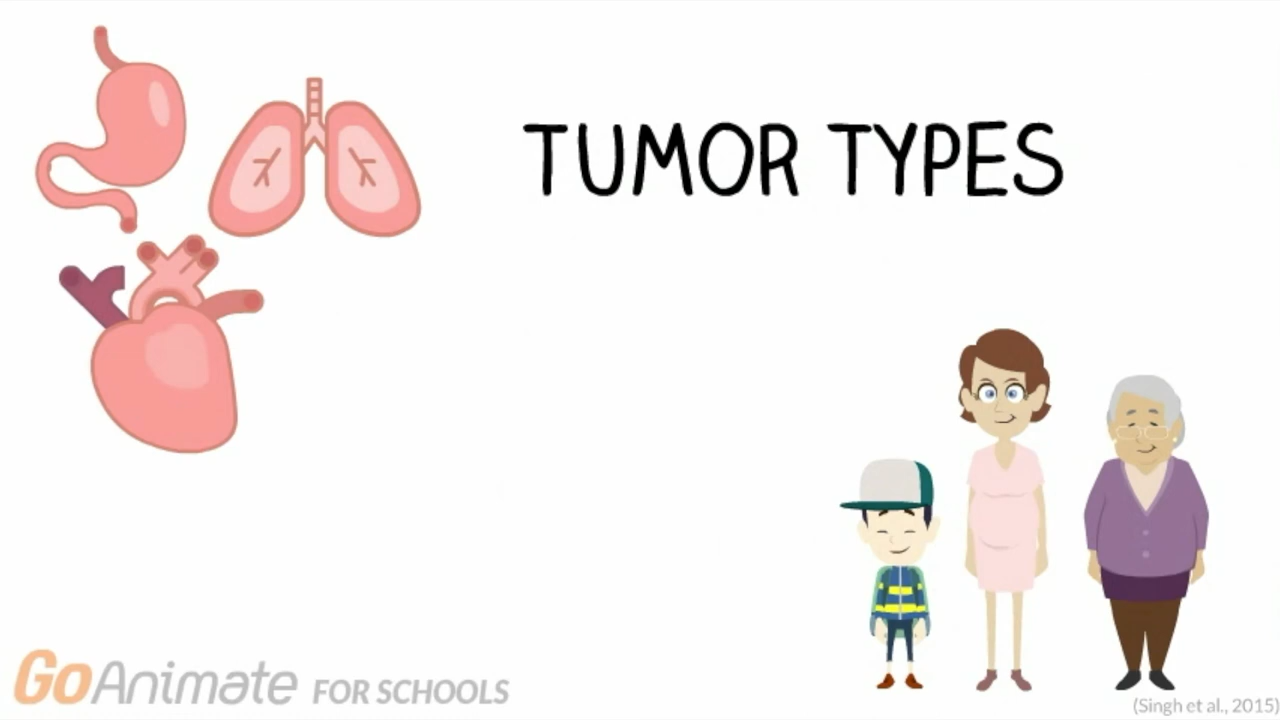 TUMOR TYPES
GoAnimate FOR SCHOOLS
(Singh et al., 2015)